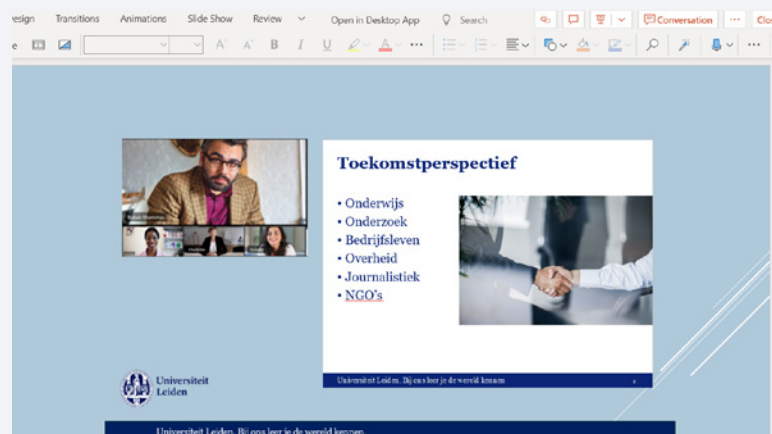 Transitions Animations Slide Show Review Open in Desktop App Search Conversation
B I U
Toekomstperspectief
• Onderwijs
• Onderzoek
• Bedrijfsleven
• Overheid
• Journalistiek
• NGO's
Universiteit Leiden. Bij ons leer je de wereld kennen
Universiteit
Leiden
Universiteit Leiden. Bij ons leer je de wereld kennen